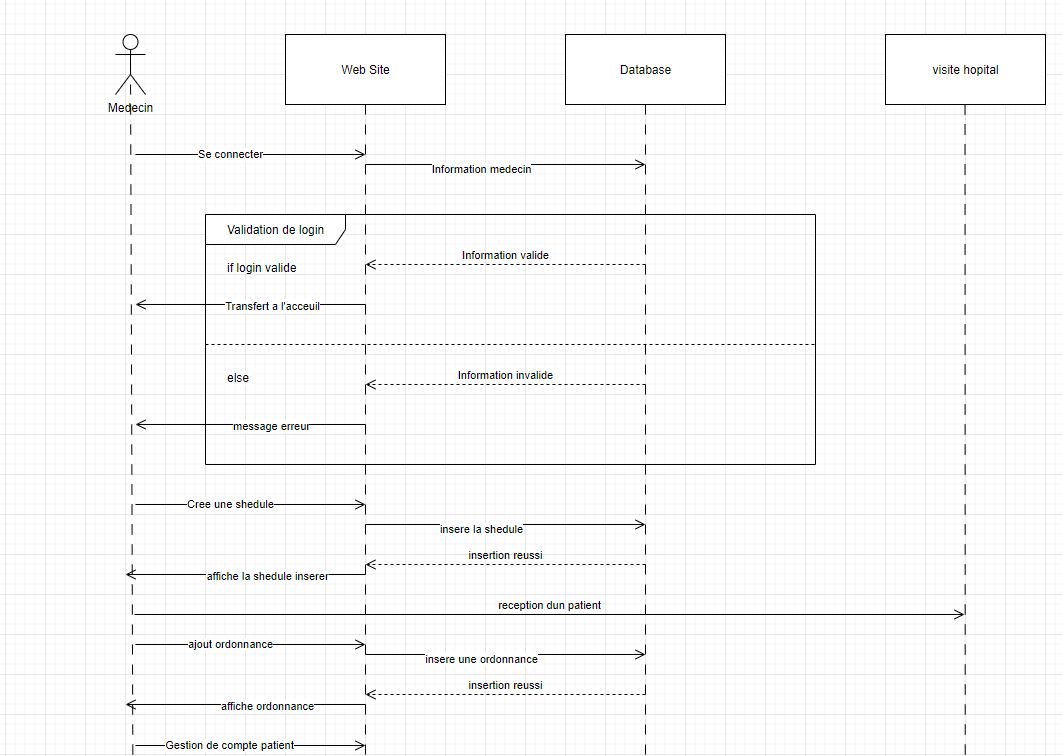 Medecin
Web Site
Database
visite hopital
Se connecter
Information medecin
Validation de login
Information valide
if login valide
Transfert a l'acceuil
Information invalide
else
message erreur
Cree une shedule
insere la shedule
insertion reussi
affiche la shedule inserer
reception dun patient
ajout ordonnance
insere une ordonnance
insertion reussi
affiche ordonnance
Gestion de compte patient